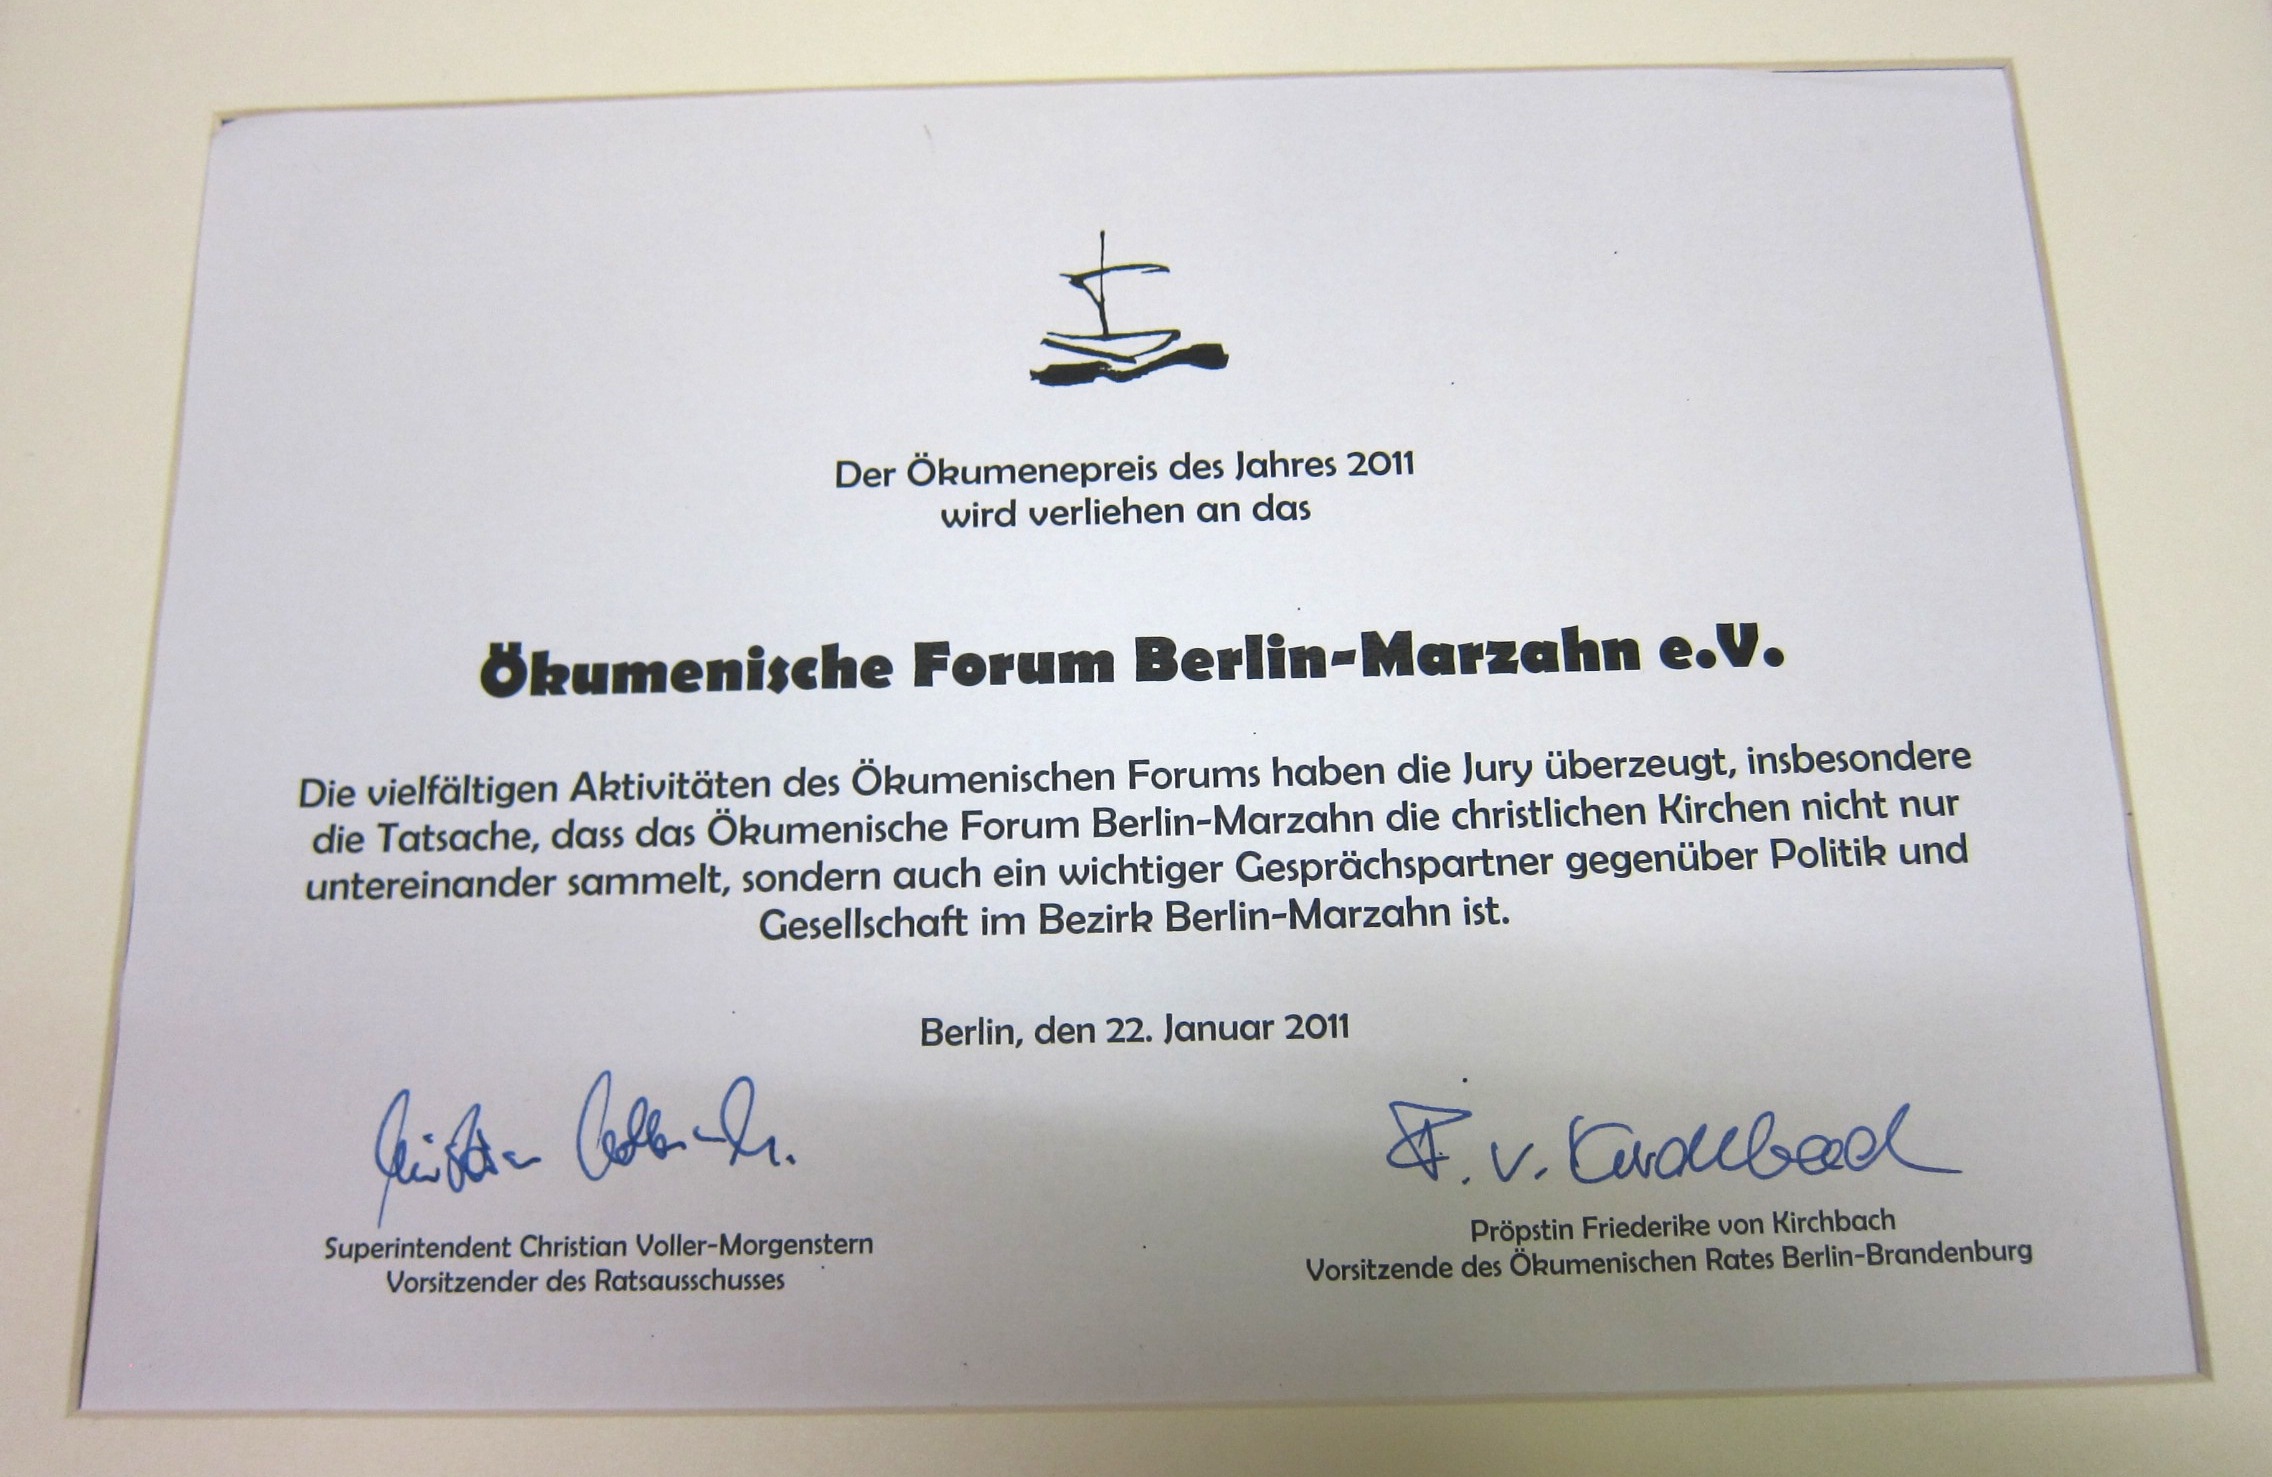 Der Ökumenepreis des Jahres 2011
wird verliehen an das
Ökumenische Forum Berlin-Marzahn e.V.
Die vielfältigen Aktivitäten des Ökumenischen Forums haben die Jury überzeugt, insbesondere
die Tatsache, dass das Ökumenische Forum Berlin-Marzahn die christlichen Kirchen nicht nur
untereinander sammelt, sondern auch ein wichtiger Gesprächspartner gegenüber Politik und
Gesellschaft im Bezirk Berlin-Marzahn ist.
Berlin, den 22. Januar 2011
F. v. Kirchbach
Superintendent Christian Voller-Morgenstern
Vorsitzender des Ratsausschusses
Pröpstin Friederike von Kirchbach
Vorsitzende des Ökumenischen Rates Berlin-Brandenburg